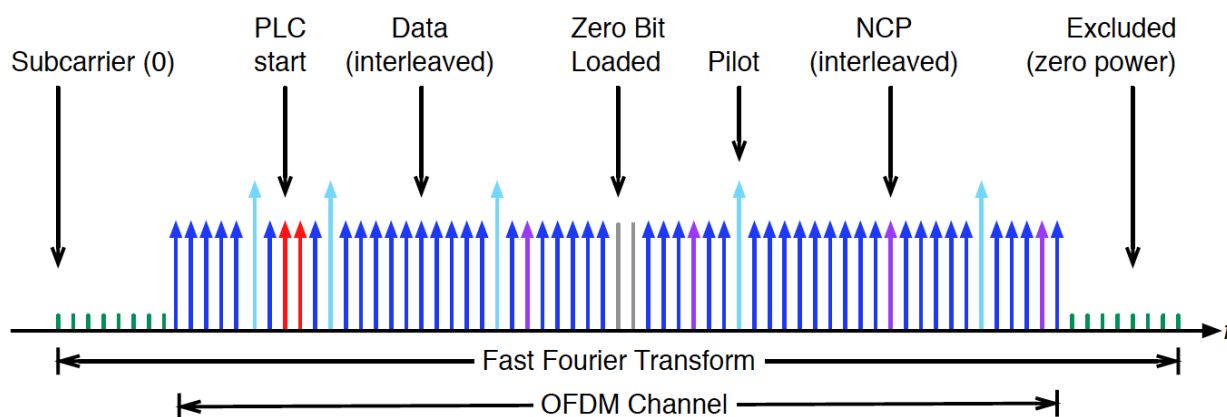 Subcarrier (0)
PLC
start
Data
(interleaved)
Zero Bit
Loaded
Pilot
NCP
(interleaved)
Excluded
(zero power)
f
Fast Fourier Transform
OFDM Channel